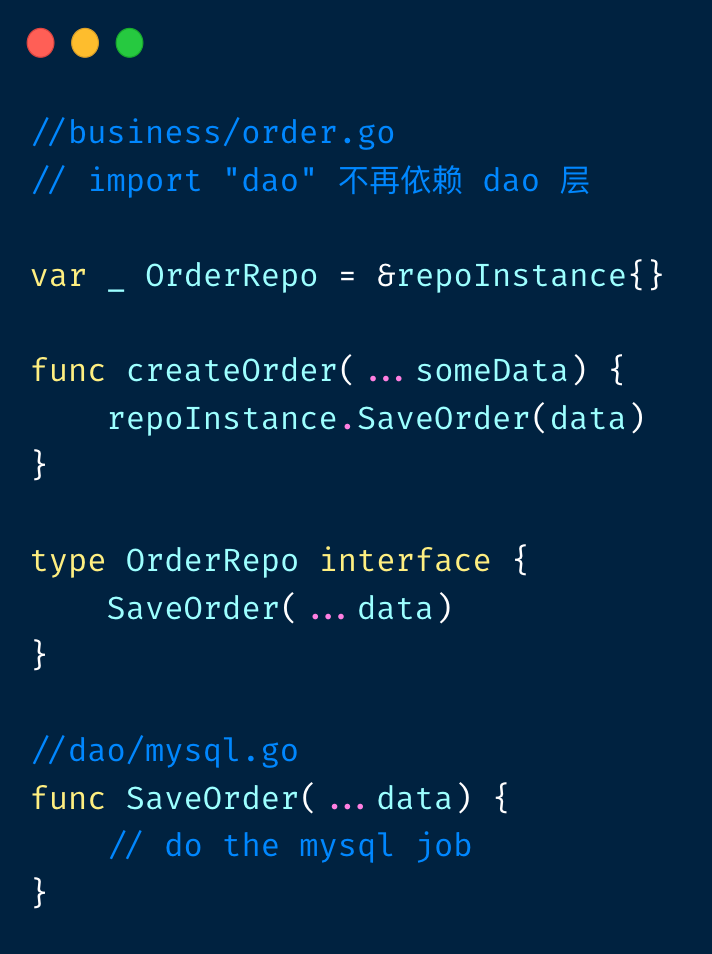 //business/order.go
// import "dao" 不再依赖 dao 层
var _ OrderRepo = &repoInstance{}
func createOrder(...someData) {
    repoInstance.SaveOrder(data)
}
type OrderRepo interface {
    SaveOrder(...data)
}
//dao/mysql.go
func SaveOrder(...data) {
    // do the mysql job
}